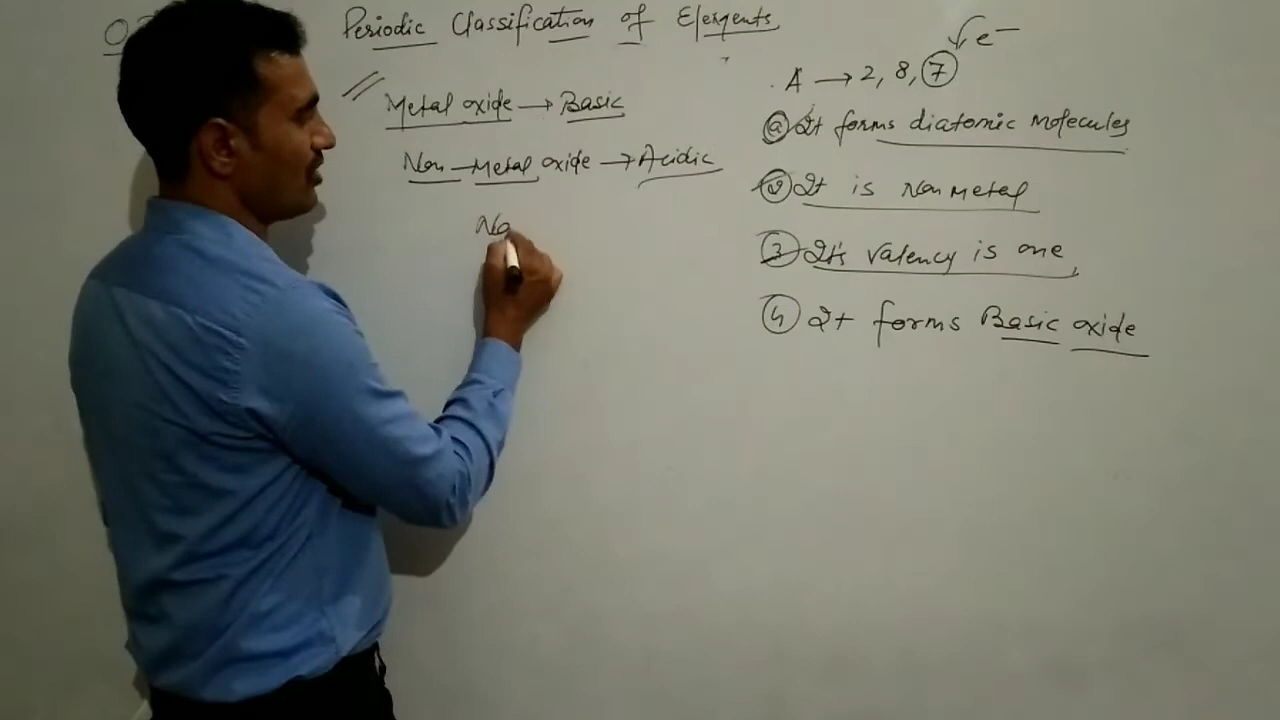 Periodic Classification of Elements
Metal oxide → Basic
Non-Metal oxide → Acidic
Na
e⁻
A → 2, 8, 7
a It forms diatomic Molecules
2 It is Non metal
3 It's valency is one,
4 It forms Basic oxide